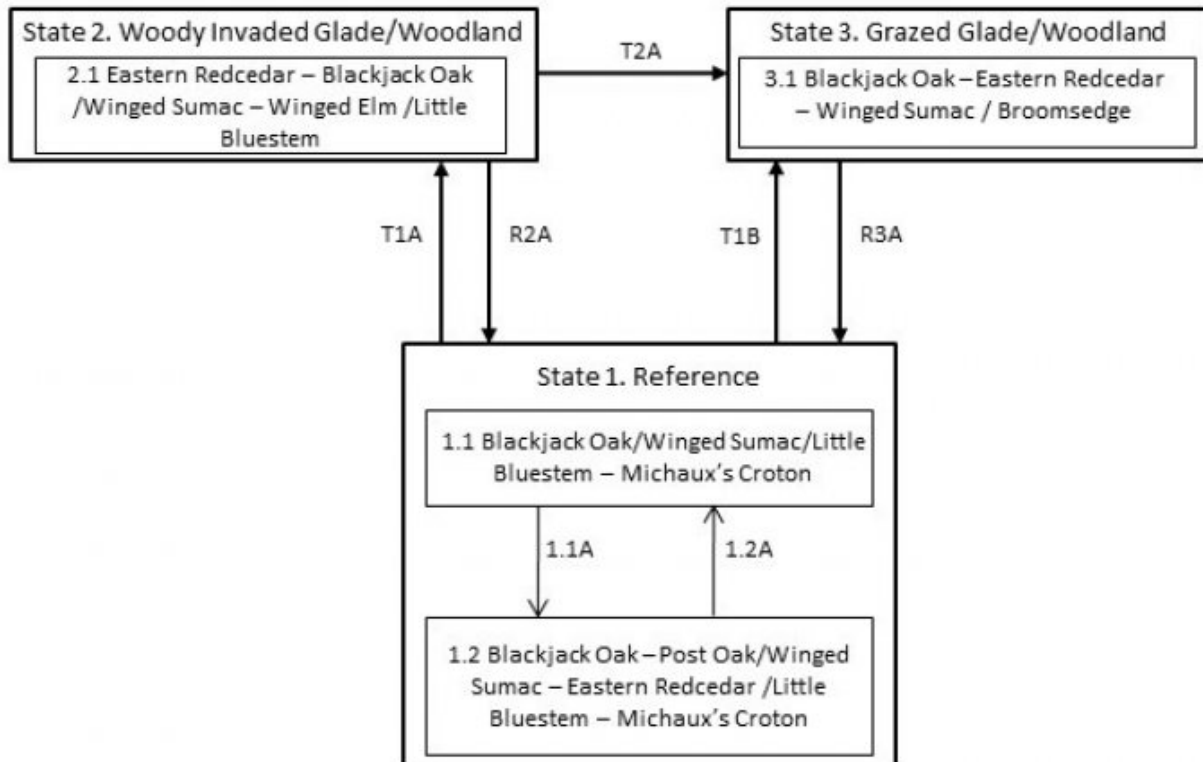 State 2. Woody Invaded Glade/Woodland
2.1 Eastern Redcedar – Blackjack Oak
/Winged Sumac – Winged Elm /Little
Bluestem
T2A
State 3. Grazed Glade/Woodland
3.1 Blackjack Oak – Eastern Redcedar
– Winged Sumac / Broomsedge
T1A
R2A
T1B
R3A
State 1. Reference
1.1 Blackjack Oak/Winged Sumac/Little
Bluestem – Michaux's Croton
1.1A
1.2A
1.2 Blackjack Oak – Post Oak/Winged
Sumac – Eastern Redcedar /Little
Bluestem – Michaux's Croton